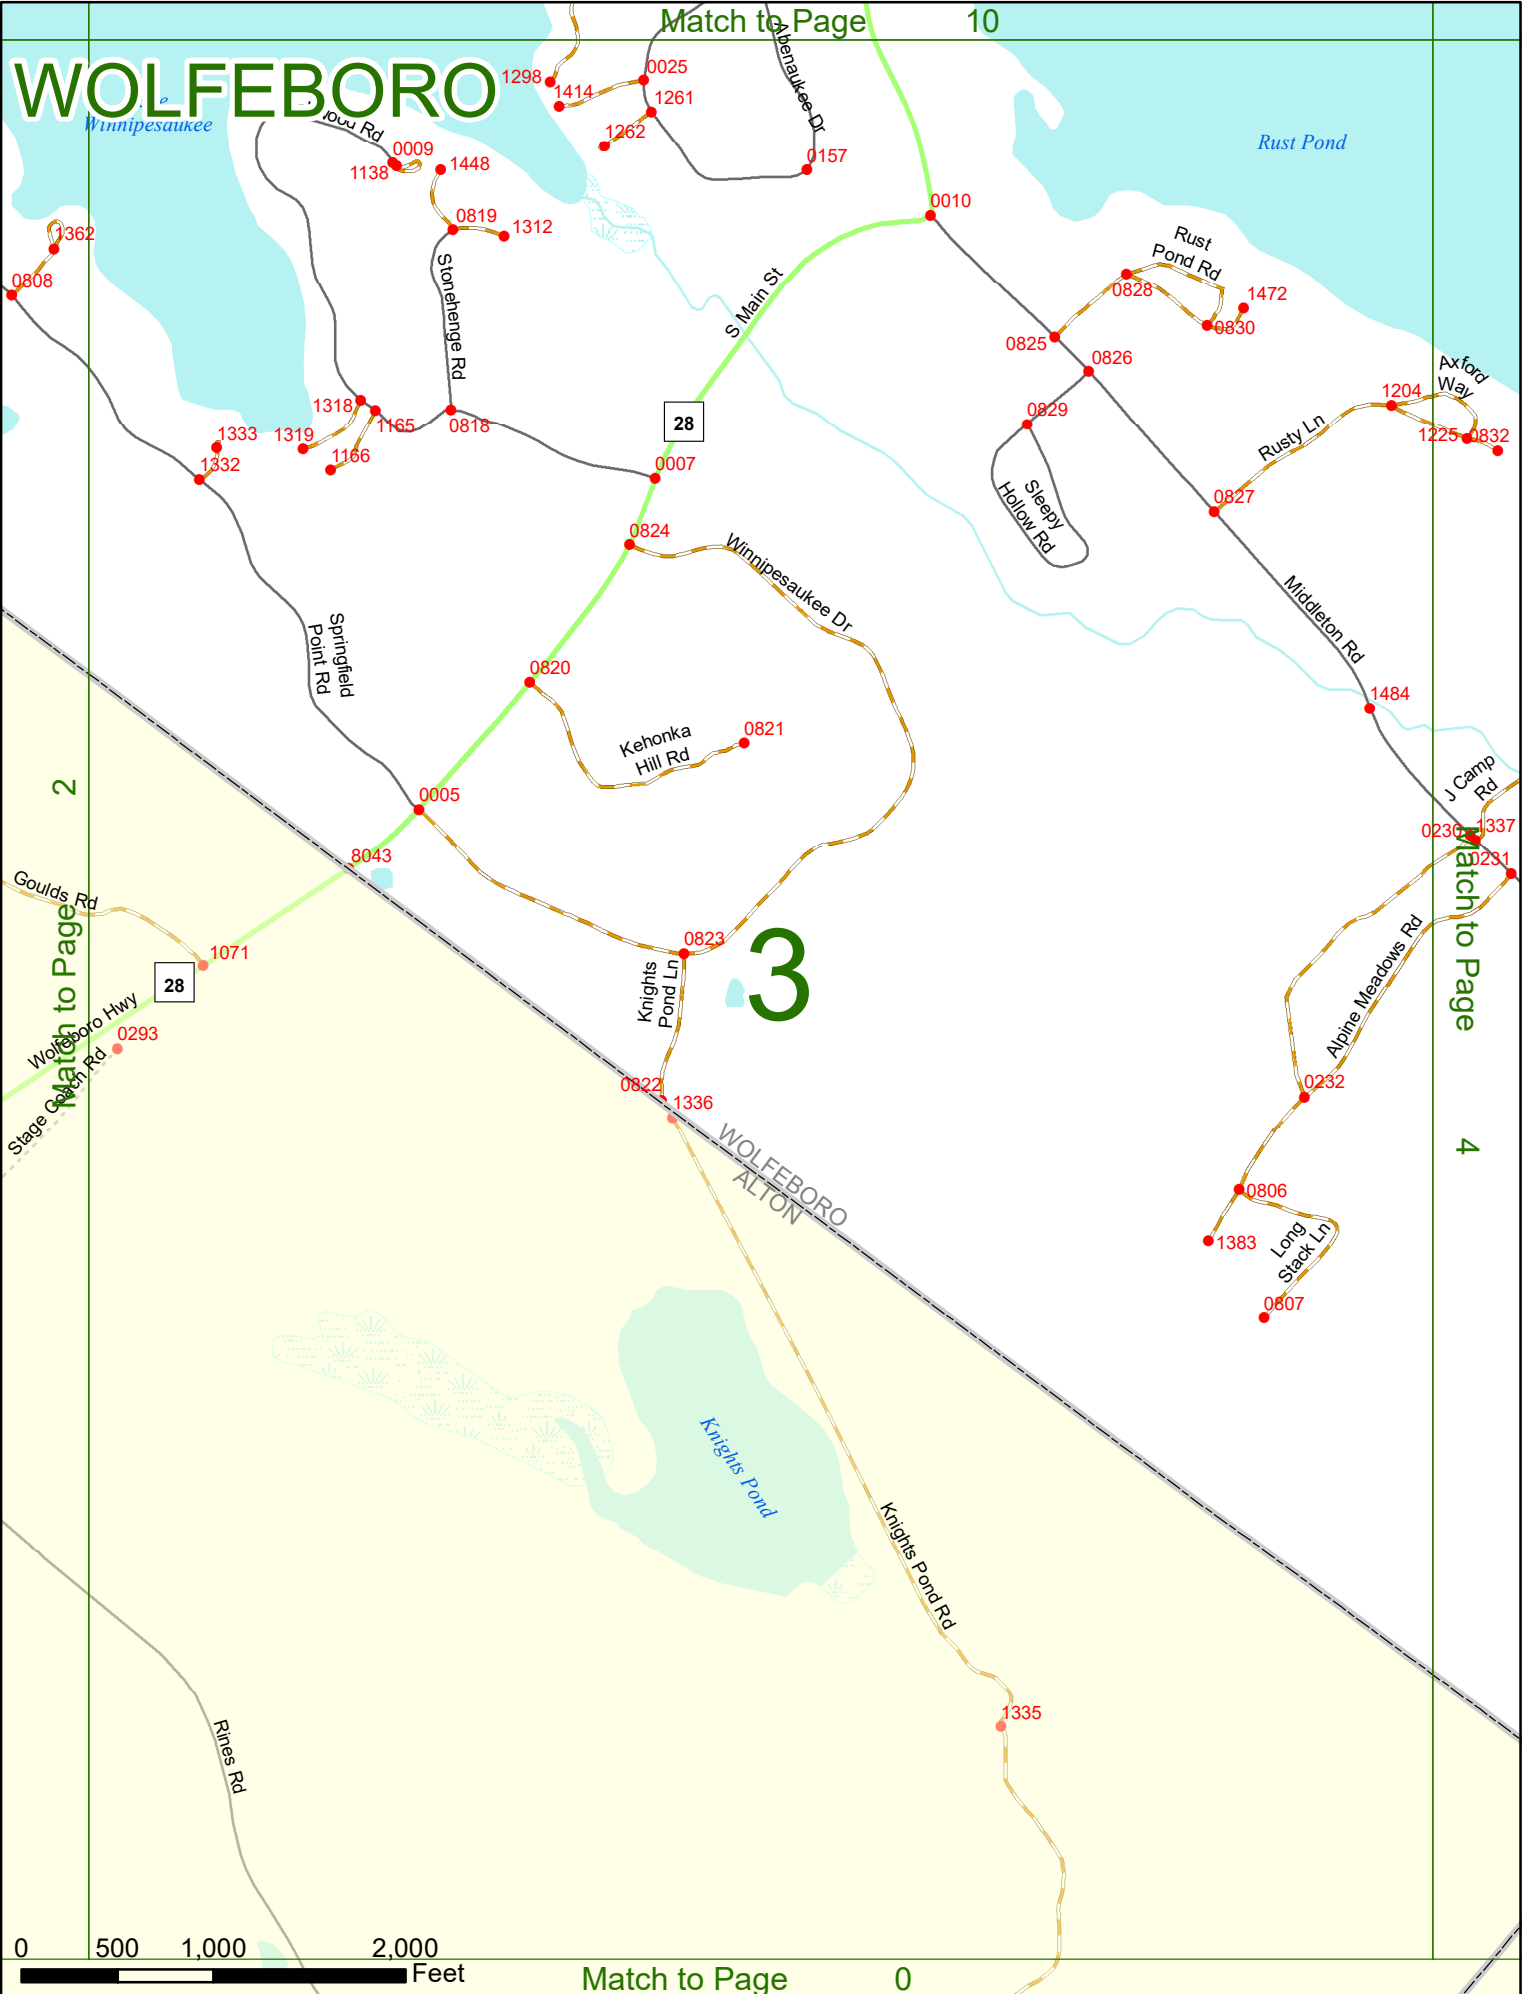 Match to Page 10
WOLFEBORO
Winnipesaukee
Rust Pond
Abenaukee Dr
1298
1414
0025
1261
1262
0157
0009
1138
1448
0819
1312
0010
1362
0808
Stonehenge Rd
S Main St
Rust
Pond Rd
0828
1472
0830
0825
0826
Axford
Way
1204
1225
0832
Rusty Ln
0829
1318
1165
0818
1319
1166
1333
1332
28
0007
0824
Sleepy
Hollow Rd
0827
Winnipesaukee Dr
Middleton Rd
Springfield
Point Rd
0820
0821
Kehonka
Hill Rd
1484
J Camp
Rd
2
Match to Page
0005
8043
0230
1337
0231
Match to Page
4
Goulds Rd
1071
28
Wolfeboro Hwy
0293
Stage Coach Rd
0823
3
Knights
Pond Ln
Alpine Meadows Rd
0822
1336
0232
WOLFEBORO
ALTON
0806
1383
Long
Stack Ln
0807
Knights Pond
Knights Pond Rd
1335
Rines Rd
0 500 1,000 2,000
Feet
Match to Page 0